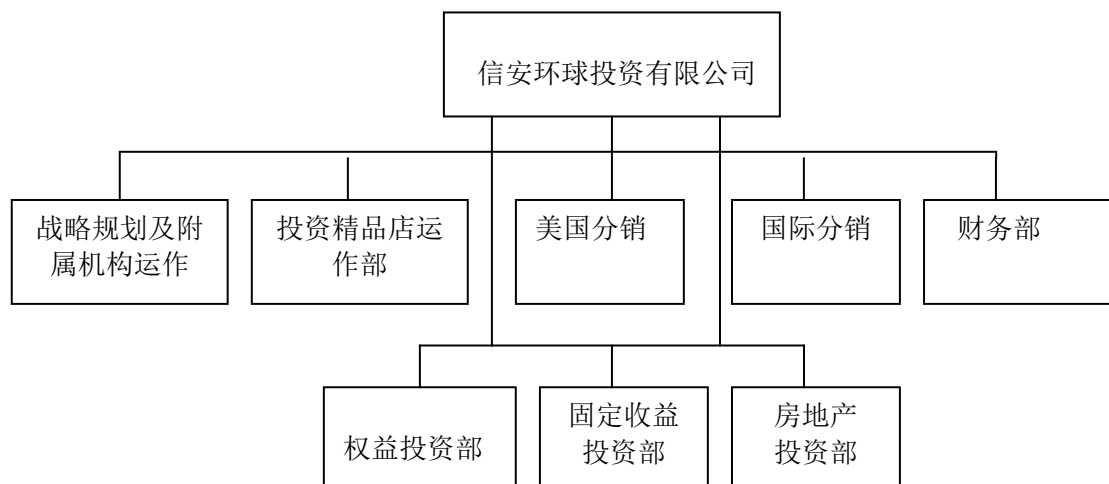 信安环球投资有限公司
战略规划及附
属机构运作
投资精品店运
作部
美国分销
国际分销
财务部
权益投资部
固定收益
投资部
房地产
投资部